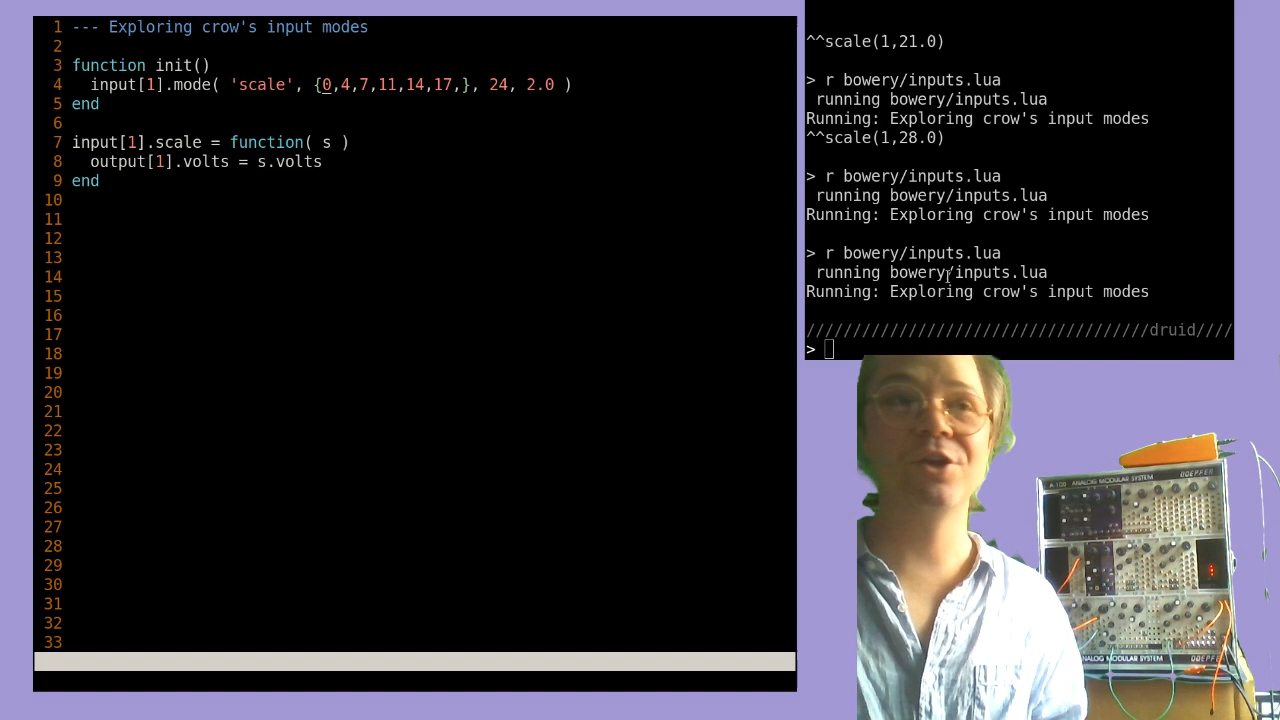 1 --- Exploring crow's input modes
2
3 function init()
4 input[1].mode( 'scale', {0,4,7,11,14,17,}, 24, 2.0 )
5 end
6
7 input[1].scale = function( s )
8 output[1].volts = s.volts
9 end
10
11
12
13
14
15
16
17
18
19
20
21
22
23
24
25
26
27
28
29
30
31
32
33
^^scale(1,21.0)
> r bowery/inputs.lua
running bowery/inputs.lua
Running: Exploring crow's input modes
^^scale(1,28.0)
> r bowery/inputs.lua
running bowery/inputs.lua
Running: Exploring crow's input modes
> r bowery/inputs.lua
running bowery/inputs.lua
Running: Exploring crow's input modes
/////////////////////////////////////druid////
>
A-100 ANALOG MODULAR SYSTEM DOEPFER
ANALOG MODULAR SYSTEM